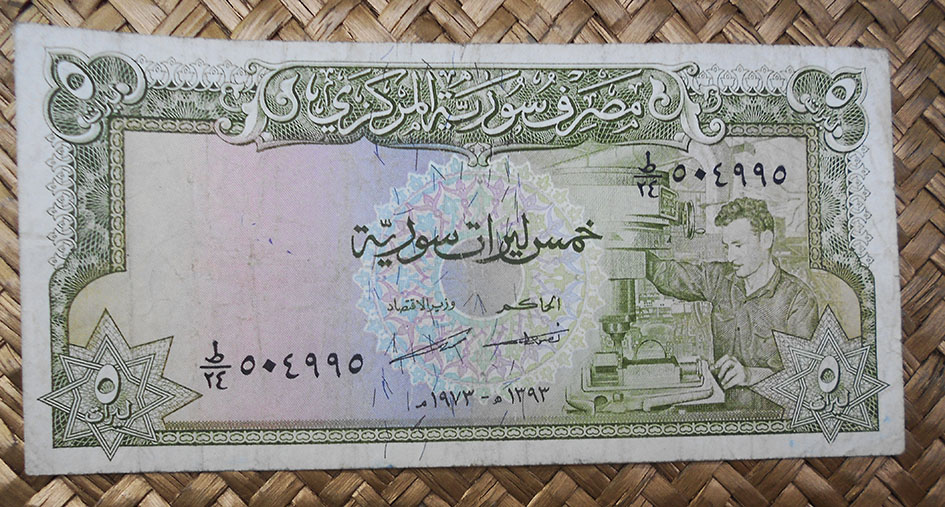 ٥ ٥
مصرف سورية المركزي
ط/٢٤ ٥٠٤٩٩٥
خمس ليرات سورية
الحاكم وزير الاقتصاد
ط/٢٤ ٥٠٤٩٩٥
١٣٩٣ هـ - ١٩٧٣ م
٥ ليرات
٥ ليرات